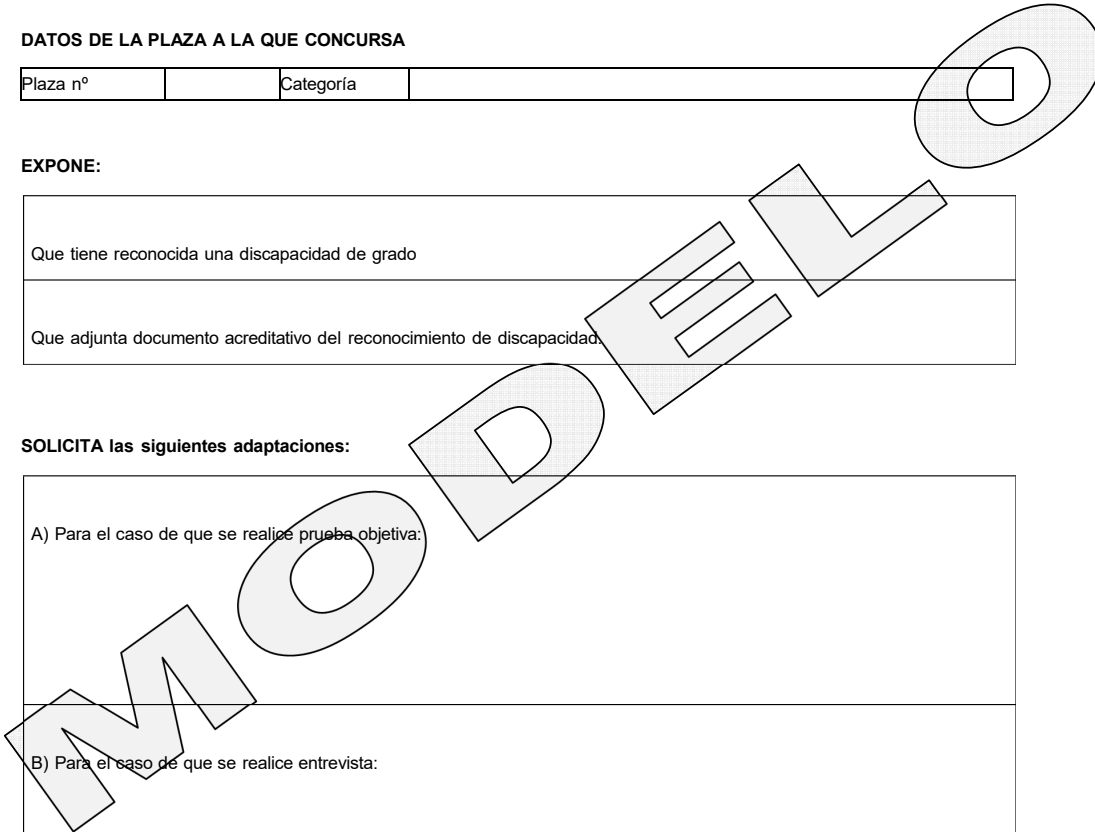 DATOS DE LA PLAZA A LA QUE CONCURSA
Plaza nº Categoría
EXPONE:
Que tiene reconocida una discapacidad de grado
Que adjunta documento acreditativo del reconocimiento de discapacidad.
SOLICITA las siguientes adaptaciones:
A) Para el caso de que se realice prueba objetiva:
B) Para el caso de que se realice entrevista:
MODELO